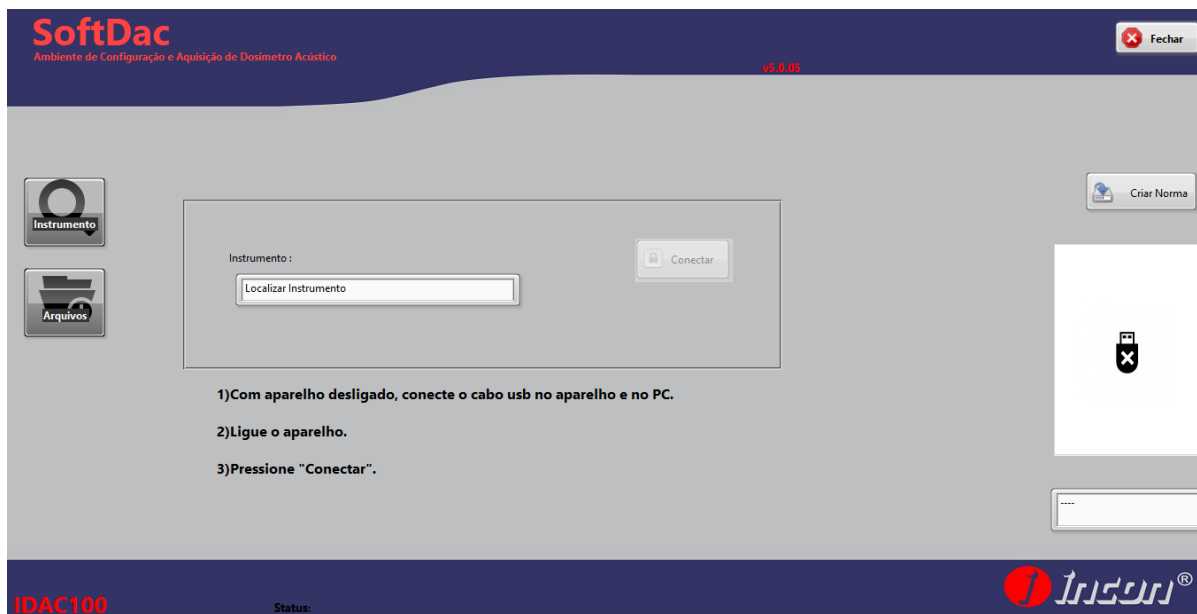 SoftDac
Ambiente de Configuração e Aquisição de Dosímetro Acústico
v5.0.05
Fechar
Instrumento
Arquivos
Criar Norma
Instrumento :
Localizar Instrumento
Conectar
1)Com aparelho desligado, conecte o cabo usb no aparelho e no PC.
2)Ligue o aparelho.
3)Pressione "Conectar".
----
IDAC100
Status:
Incon®